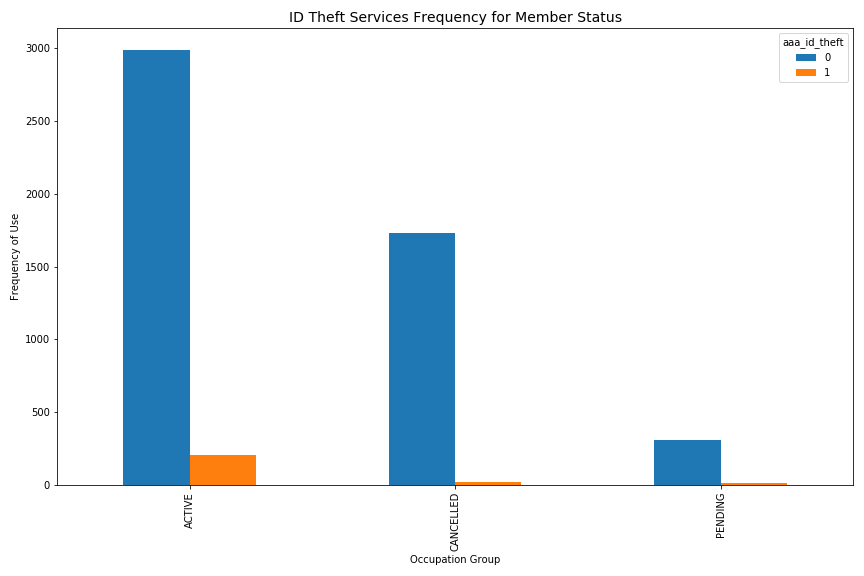 ID Theft Services Frequency for Member Status
aaa_id_theft
0
1
3000
2500
2000
1500
1000
500
0
Frequency of Use
ACTIVE
CANCELLED
PENDING
Occupation Group